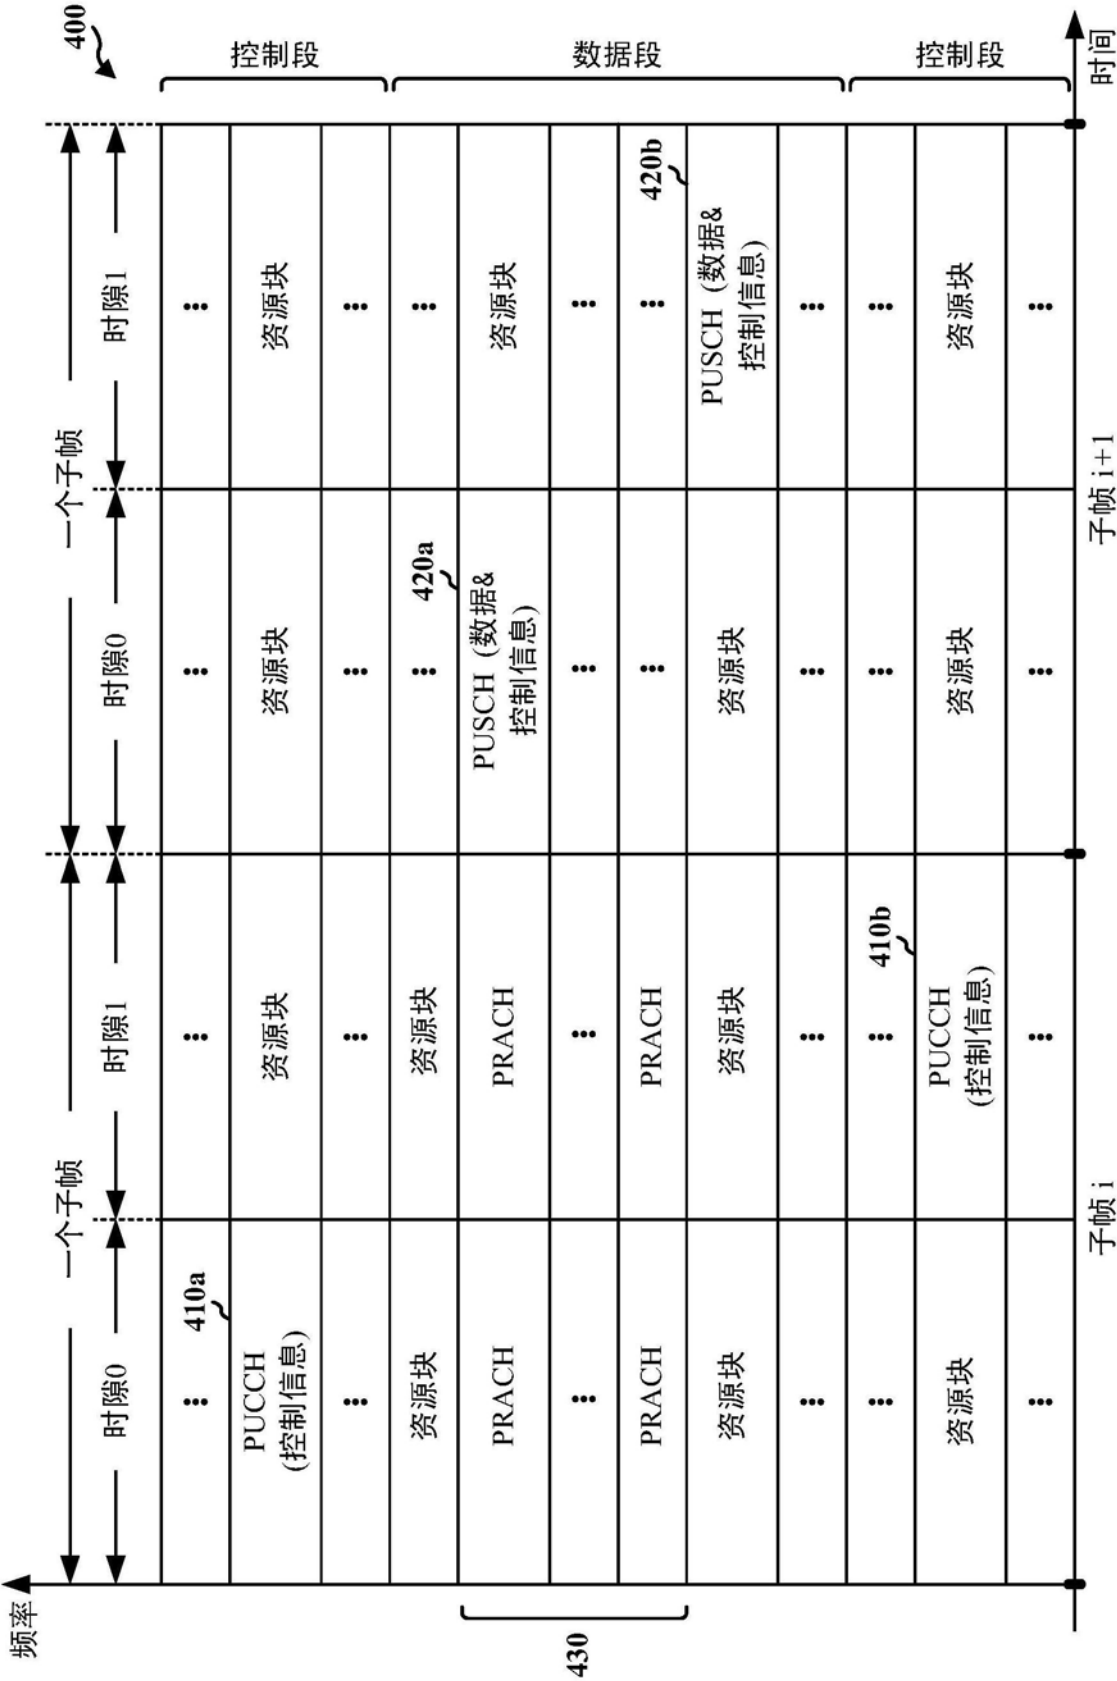 400
频率
一个子帧
一个子帧
时隙0
时隙1
时隙0
时隙1
410a
PUCCH
(控制信息)
资源块
资源块
资源块
控制段
资源块
资源块
420a
PRACH
PRACH
PUSCH (数据&
控制信息)
资源块
430
PRACH
PRACH
420b
资源块
资源块
资源块
PUSCH (数据&
控制信息)
数据段
410b
资源块
PUCCH
(控制信息)
资源块
资源块
控制段
子帧 i
子帧 i+1
时间